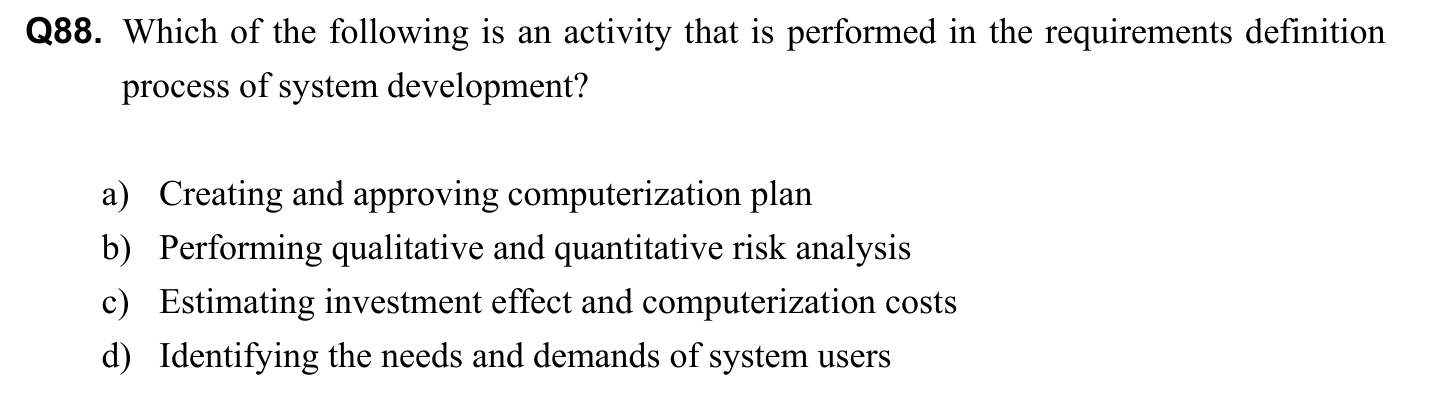 Q88. Which of the following is an activity that is performed in the requirements definition
process of system development?
a) Creating and approving computerization plan
b) Performing qualitative and quantitative risk analysis
c) Estimating investment effect and computerization costs
d) Identifying the needs and demands of system users